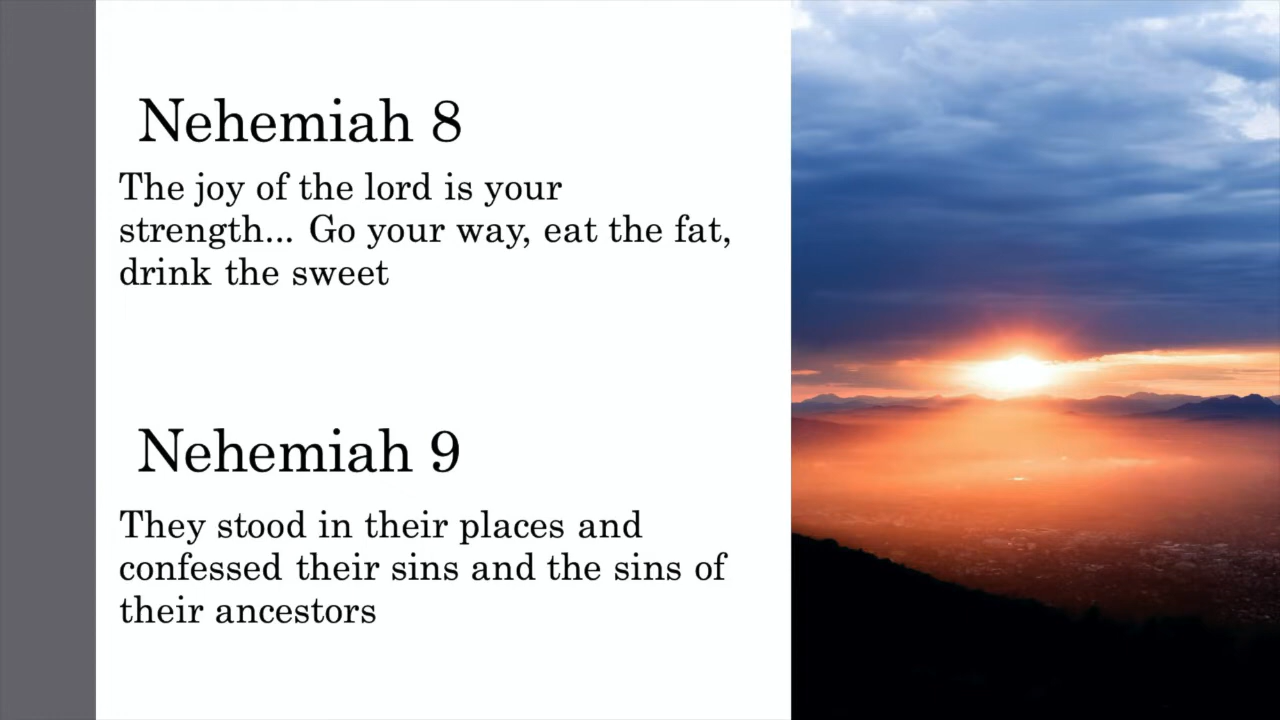 Nehemiah 8
The joy of the lord is your
strength... Go your way, eat the fat,
drink the sweet
Nehemiah 9
They stood in their places and
confessed their sins and the sins of
their ancestors